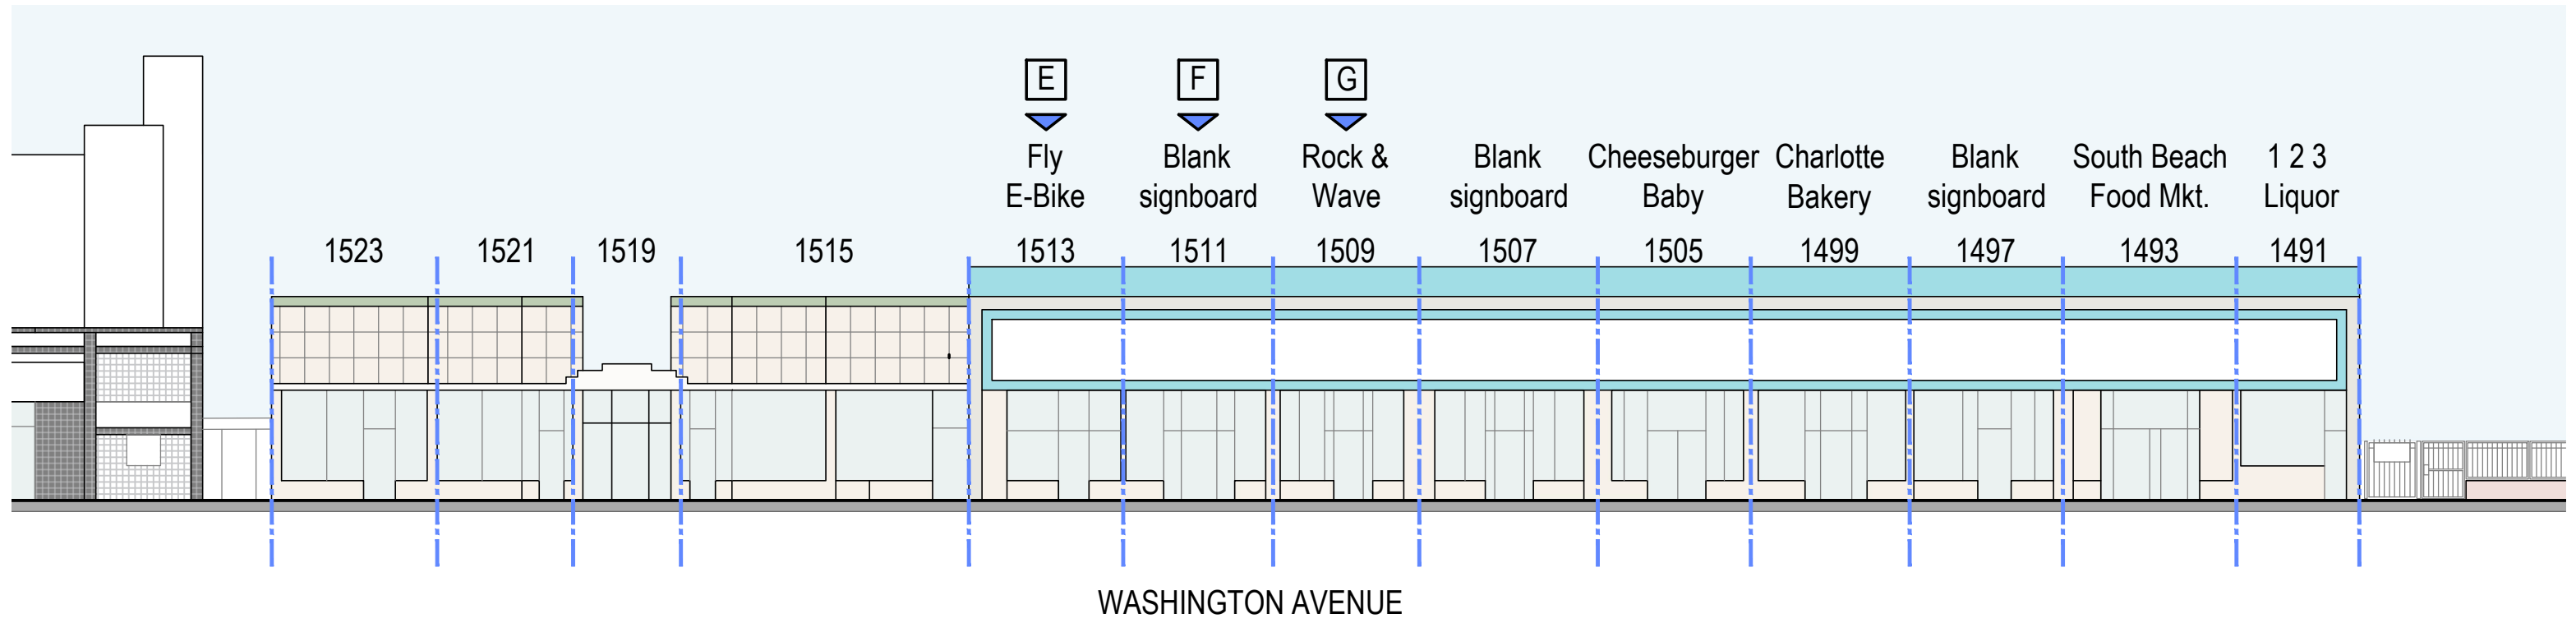 E F G
Fly Blank Rock & Blank Cheeseburger Charlotte Blank South Beach 1 2 3
E-Bike signboard Wave signboard Baby Bakery signboard Food Mkt. Liquor
1523 1521 1519 1515 1513 1511 1509 1507 1505 1499 1497 1493 1491
WASHINGTON AVENUE